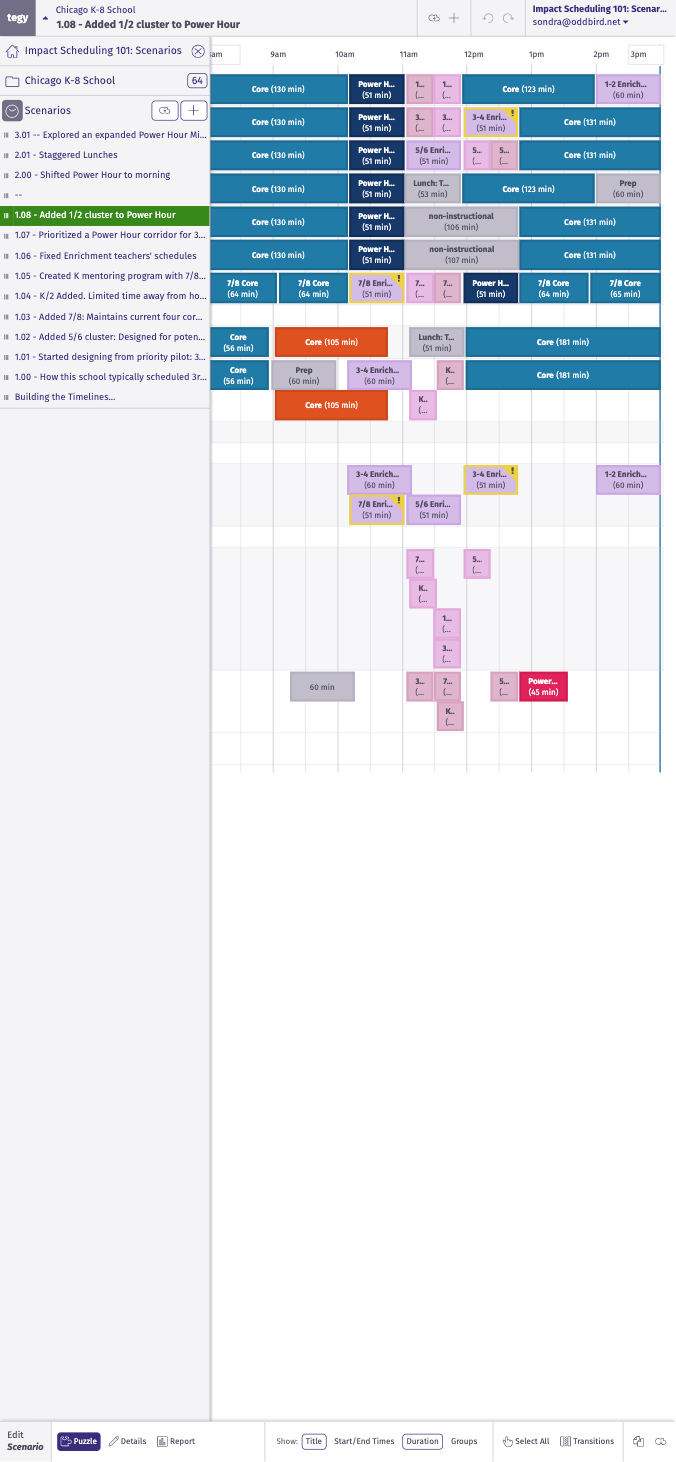 tegy
Chicago K-8 School
1.08 - Added 1/2 cluster to Power Hour
Impact Scheduling 101: Scenar...
sondra@oddbird.net
Impact Scheduling 101: Scenarios
Chicago K-8 School
64
Scenarios
3.01 -- Explored an expanded Power Hour Mi...
2.01 - Staggered Lunches
2.00 - Shifted Power Hour to morning
--
1.08 - Added 1/2 cluster to Power Hour
1.07 - Prioritized a Power Hour corridor for 3...
1.06 - Fixed Enrichment teachers' schedules
1.05 - Created K mentoring program with 7/8...
1.04 - K/2 Added. Limited time away from ho...
1.03 - Added 7/8: Maintains current four cor...
1.02 - Added 5/6 cluster: Designed for poten...
1.01 - Started designing from priority pilot: 3...
1.00 - How this school typically scheduled 3r...
Building the Timelines...
am 9am 10am 11am 12pm 1pm 2pm 3pm
Core (130 min)
Power H...
(51 min)
1...
(...
1...
(...
Core (123 min)
1-2 Enrich...
(60 min)
Core (130 min)
Power H...
(51 min)
3...
(...
3...
(...
3-4 Enri...
(51 min)
!
Core (131 min)
Core (130 min)
Power H...
(51 min)
5/6 Enri...
(51 min)
5...
(...
5...
(...
Core (131 min)
Core (130 min)
Power H...
(51 min)
Lunch: T...
(53 min)
Core (123 min)
Prep
(60 min)
Core (130 min)
Power H...
(51 min)
non-instructional
(106 min)
Core (131 min)
Core (130 min)
Power H...
(51 min)
non-instructional
(107 min)
Core (131 min)
7/8 Core
(64 min)
7/8 Core
(64 min)
7/8 Enri...
(51 min)
!
7...
(...
7...
(...
Power H...
(51 min)
7/8 Core
(64 min)
7/8 Core
(65 min)
Core
(56 min)
Core (105 min)
Lunch: T...
(51 min)
Core (181 min)
Core
(56 min)
Prep
(60 min)
3-4 Enrich...
(60 min)
K..
(...
Core (181 min)
Core (105 min)
K..
(...
3-4 Enrich...
(60 min)
3-4 Enri...
(51 min)
!
1-2 Enrich...
(60 min)
7/8 Enri...
(51 min)
!
5/6 Enri...
(51 min)
7...
(...
5...
(...
K..
(...
1...
(...
3...
(...
60 min
3...
(...
7...
(...
5...
(...
Power...
(45 min)
K..
(...
Edit
Scenario
Puzzle
Details
Report
Show:
Title
Start/End Times
Duration
Groups
Select All
Transitions